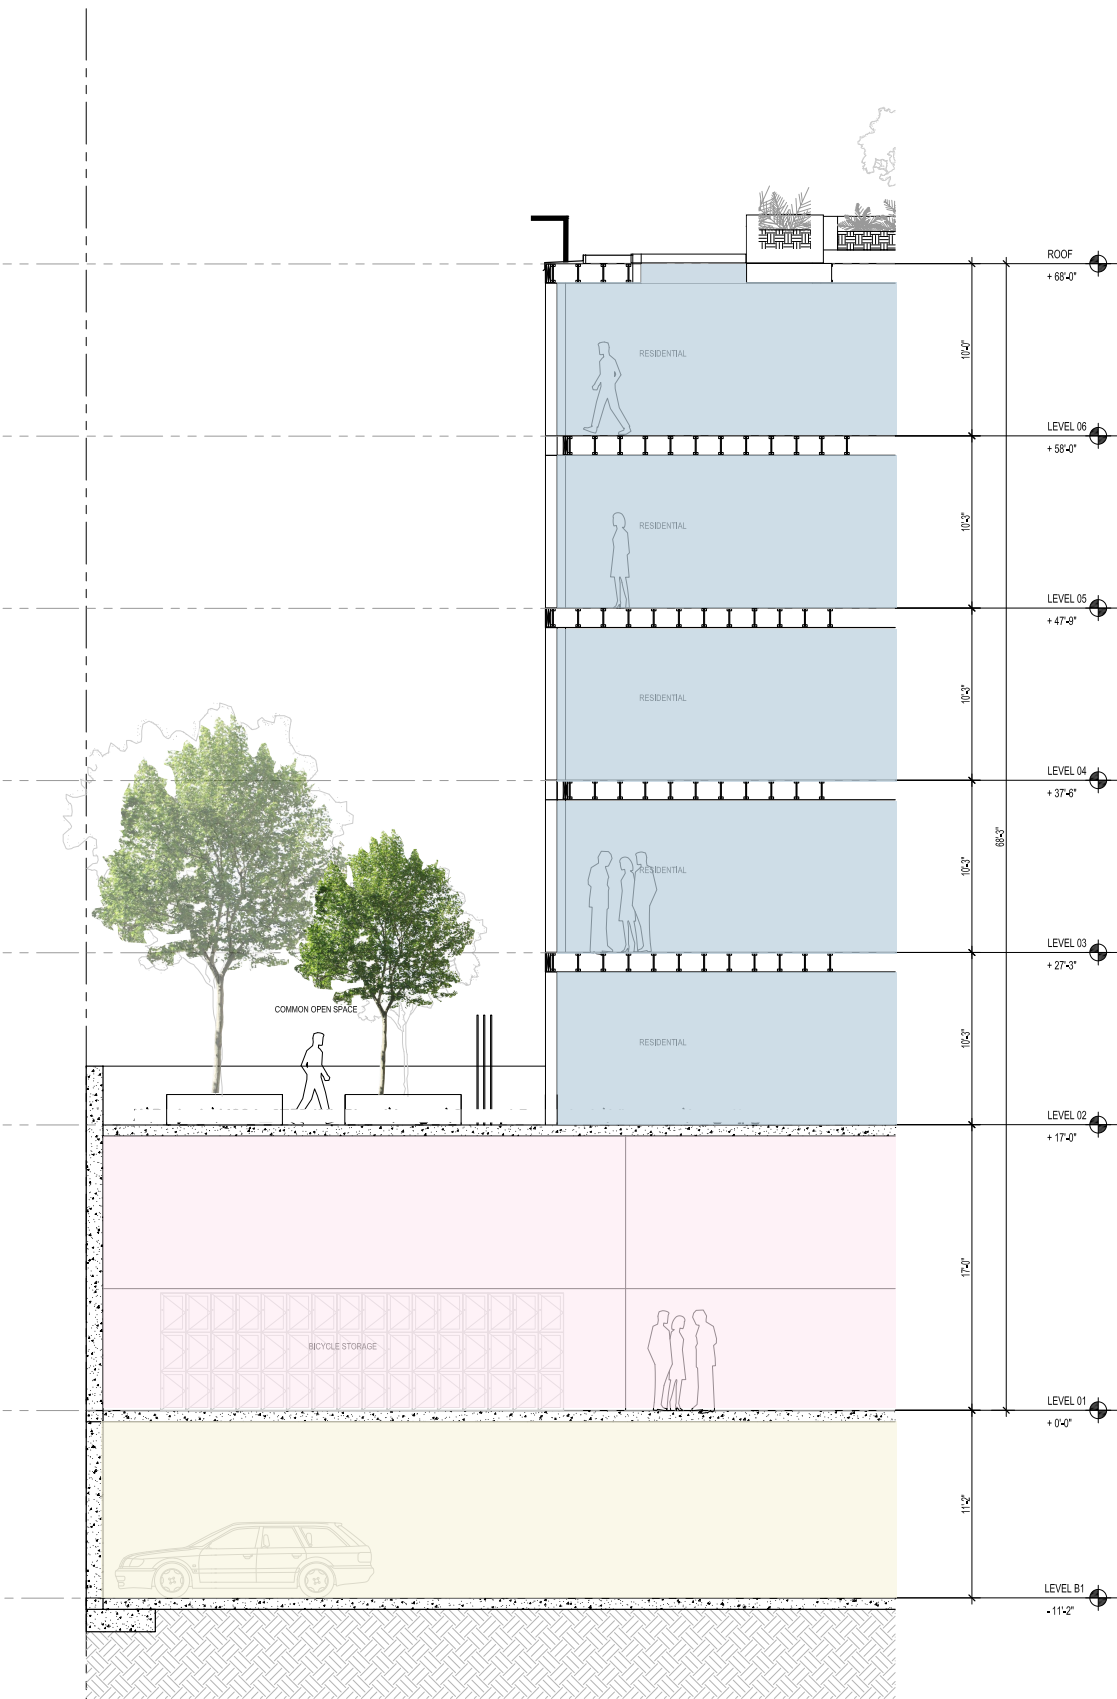 ROOF
+ 68'-0"
10'-0"
RESIDENTIAL
LEVEL 06
+ 58'-0"
10'-3"
RESIDENTIAL
LEVEL 05
+ 47'-9"
10'-3"
RESIDENTIAL
LEVEL 04
+ 37'-6"
68'-3"
10'-3"
RESIDENTIAL
LEVEL 03
+ 27'-3"
COMMON OPEN SPACE
10'-3"
RESIDENTIAL
LEVEL 02
+ 17'-0"
17'-0"
BICYCLE STORAGE
LEVEL 01
+ 0'-0"
11'-2"
LEVEL B1
- 11'-2"